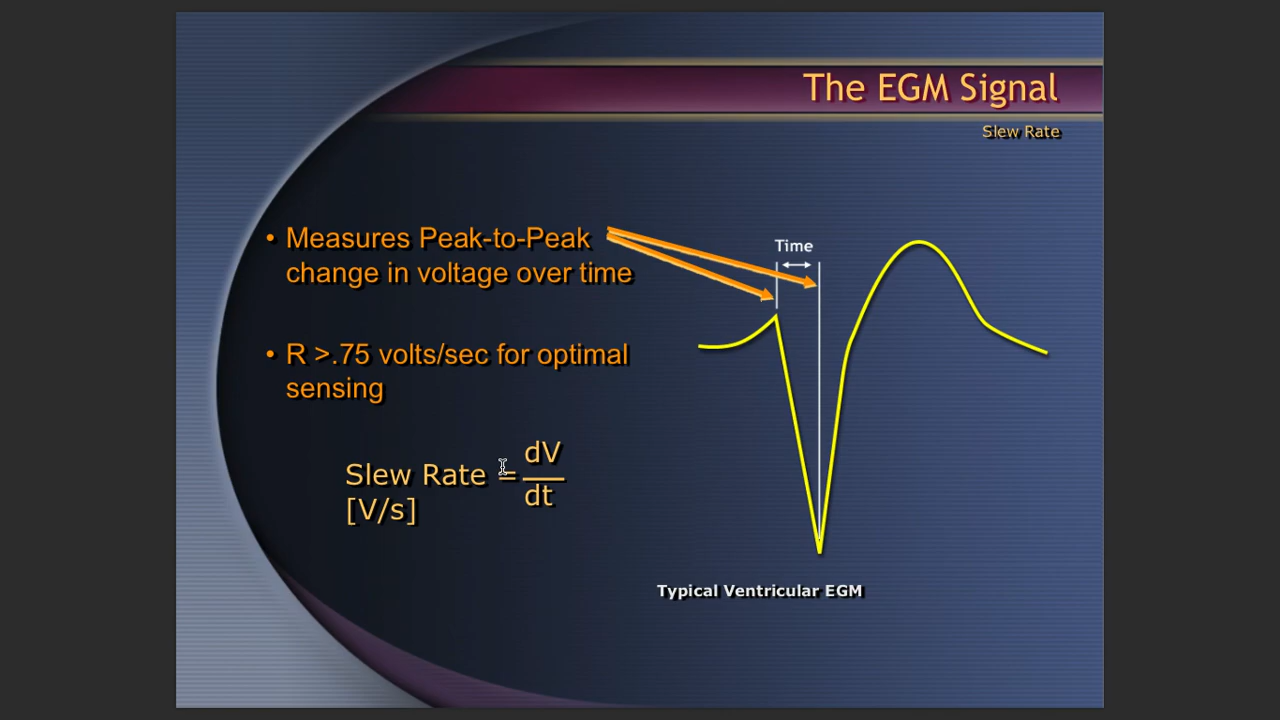 The EGM Signal
Slew Rate
• Measures Peak-to-Peak
change in voltage over time
• R >.75 volts/sec for optimal
sensing
Slew Rate = dV
dt
[V/s]
Time
Typical Ventricular EGM